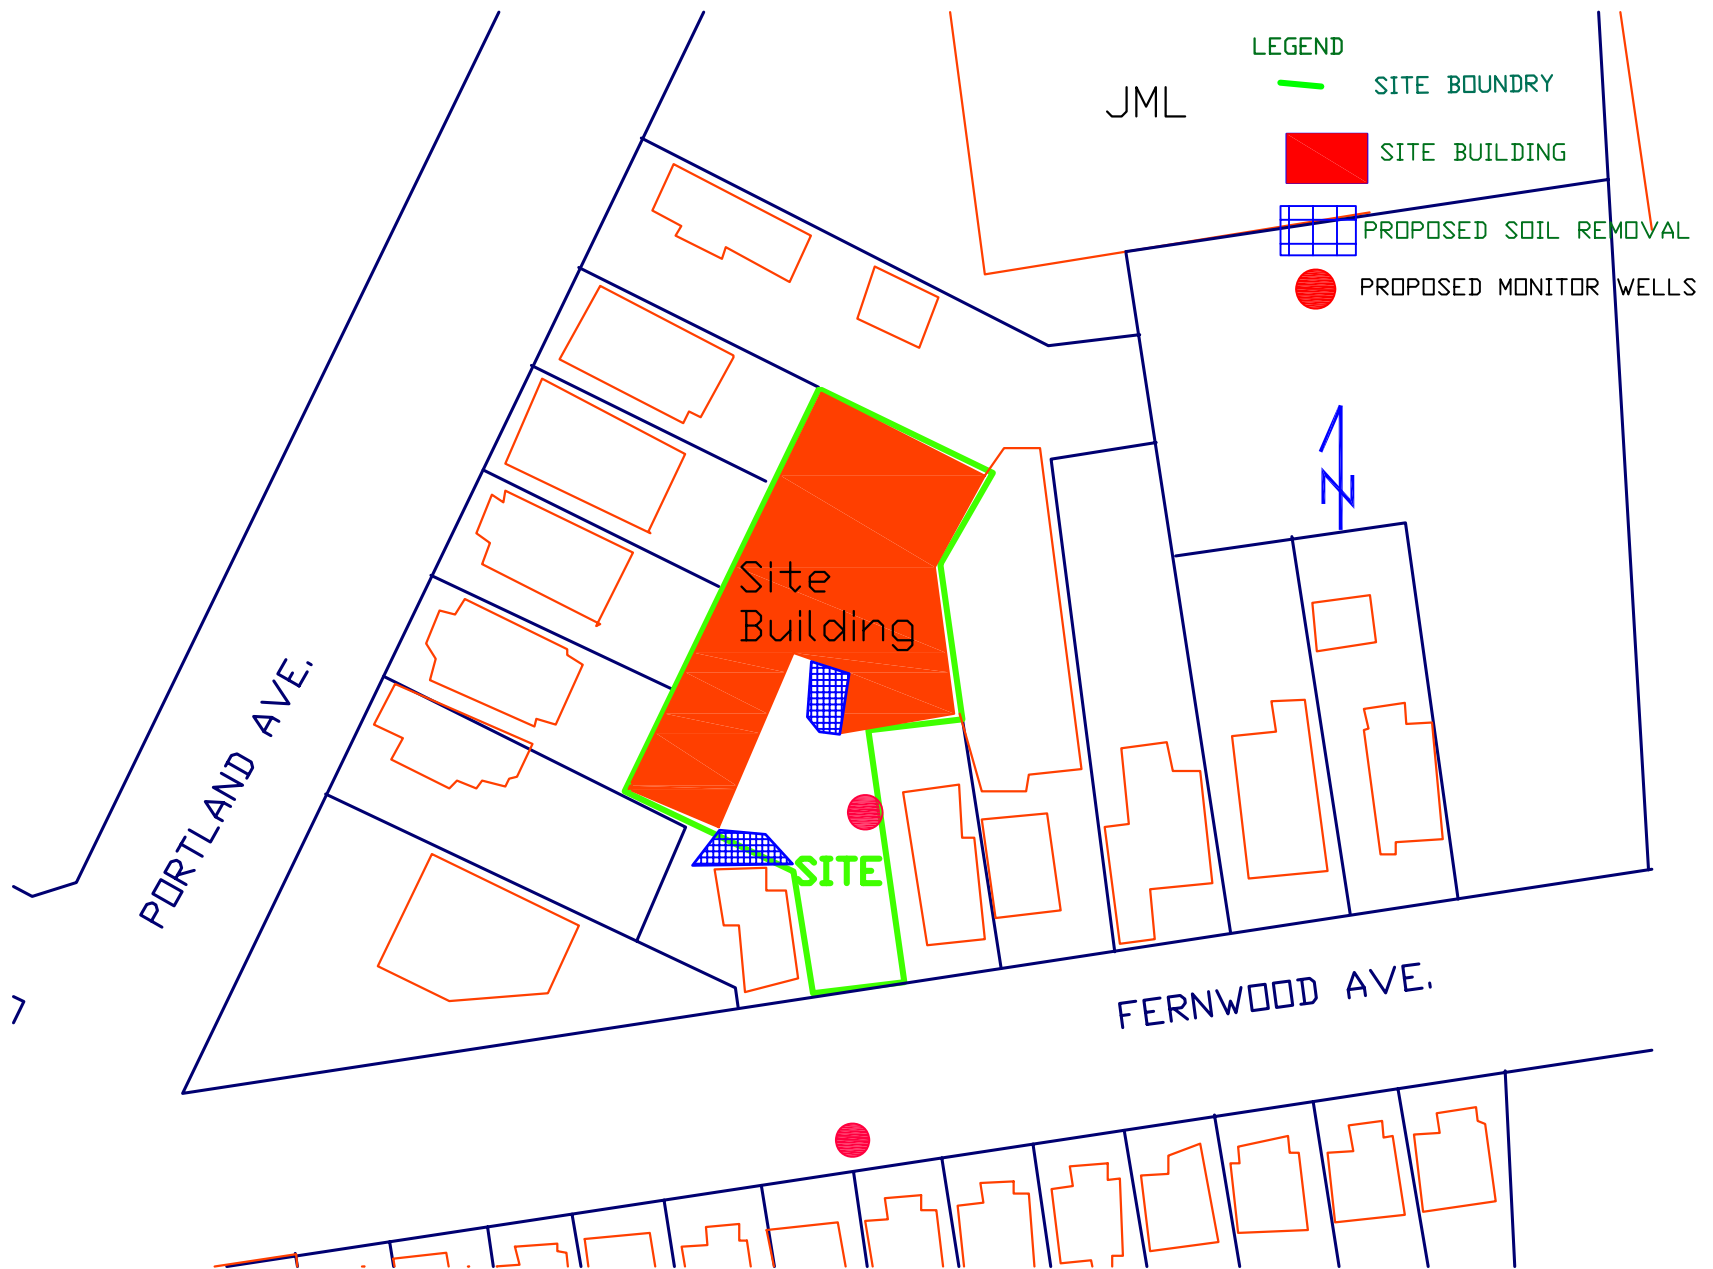 LEGEND
SITE BOUNDRY
JML
SITE BUILDING
PROPOSED SOIL REMOVAL
PROPOSED MONITOR WELLS
N
Site
Building
PORTLAND AVE.
SITE
FERNWOOD AVE.